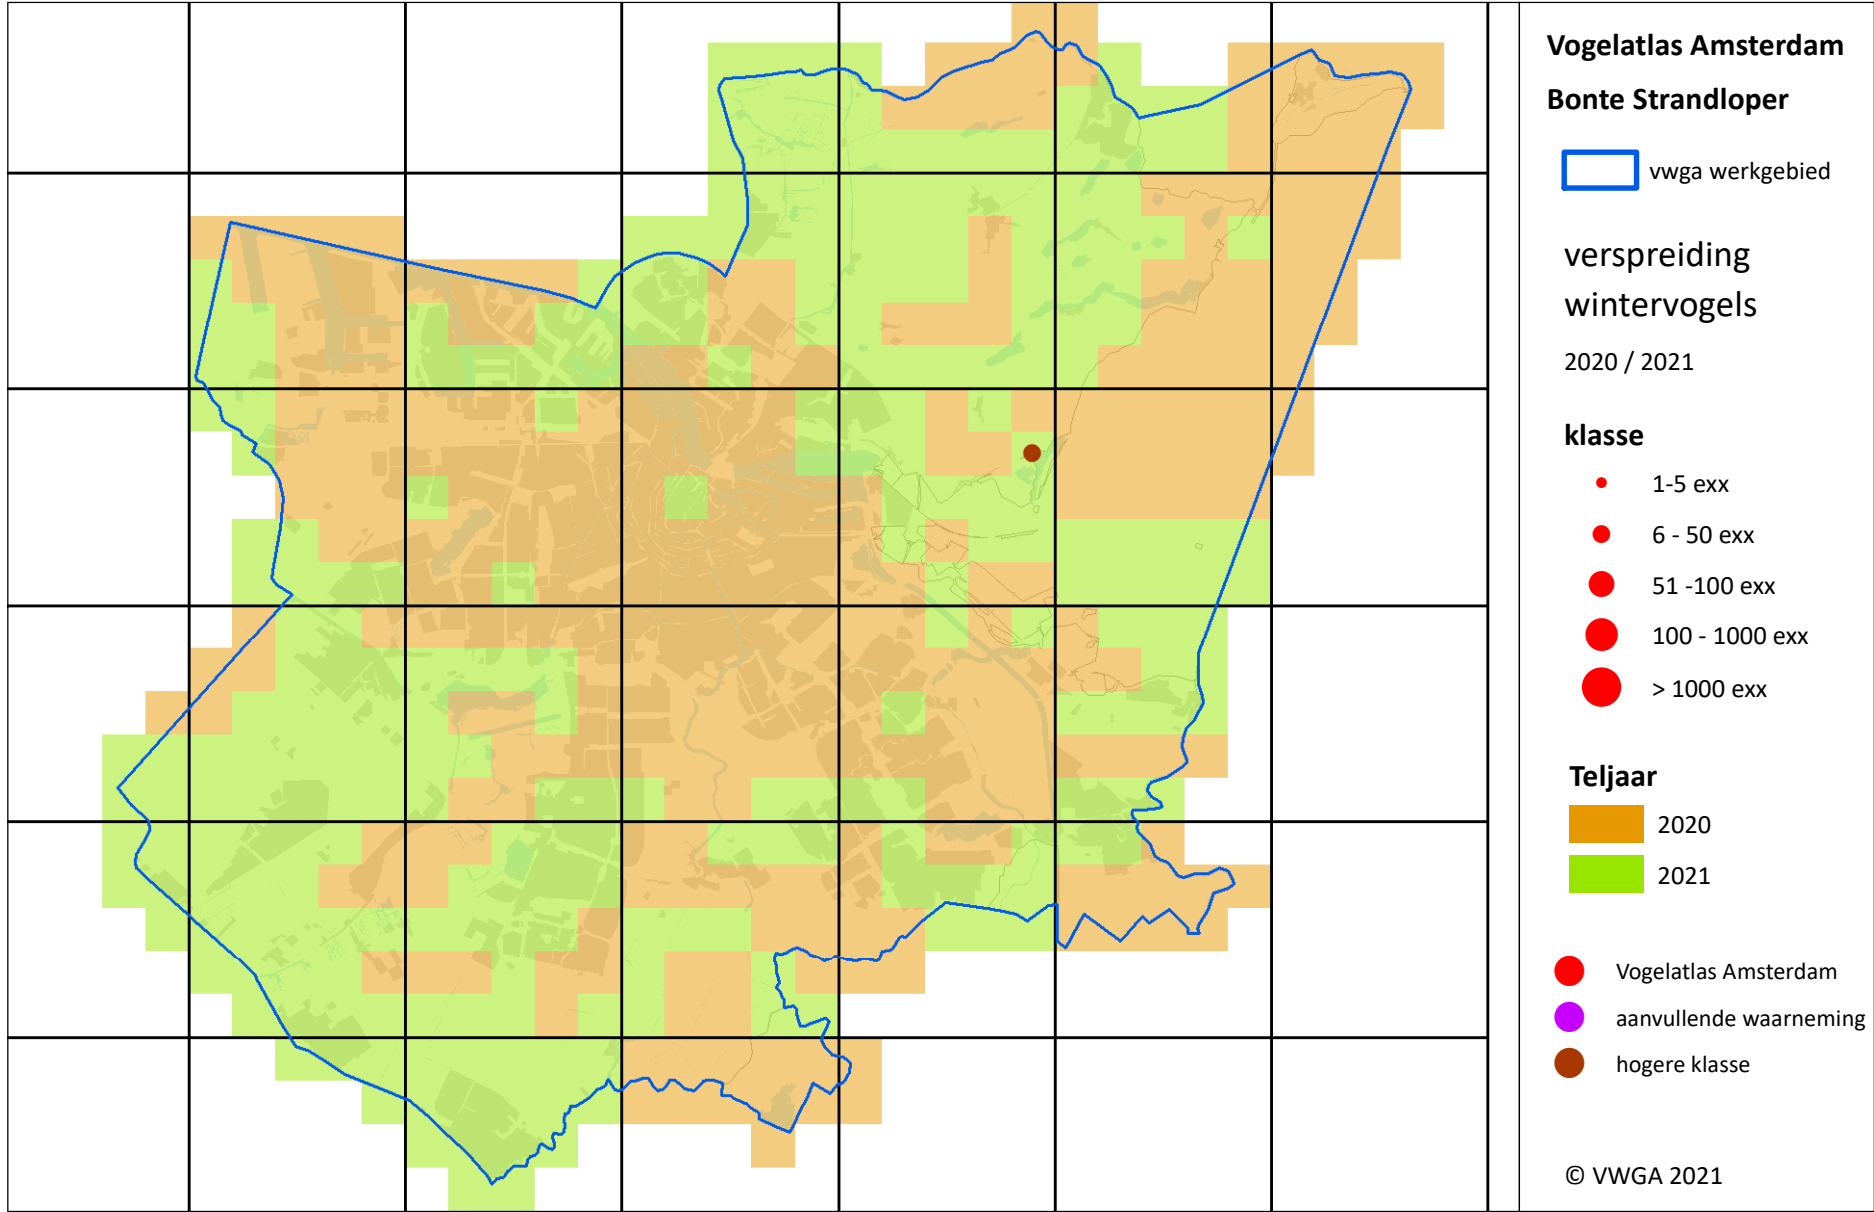 Vogelatlas Amsterdam
Bonte Strandloper
vwga werkgebied
verspreiding
wintervogels
2020 / 2021
klasse
1-5 exx
6 - 50 exx
51 -100 exx
100 - 1000 exx
> 1000 exx
Teljaar
2020
2021
Vogelatlas Amsterdam
aanvullende waarneming
hogere klasse
© VWGA 2021